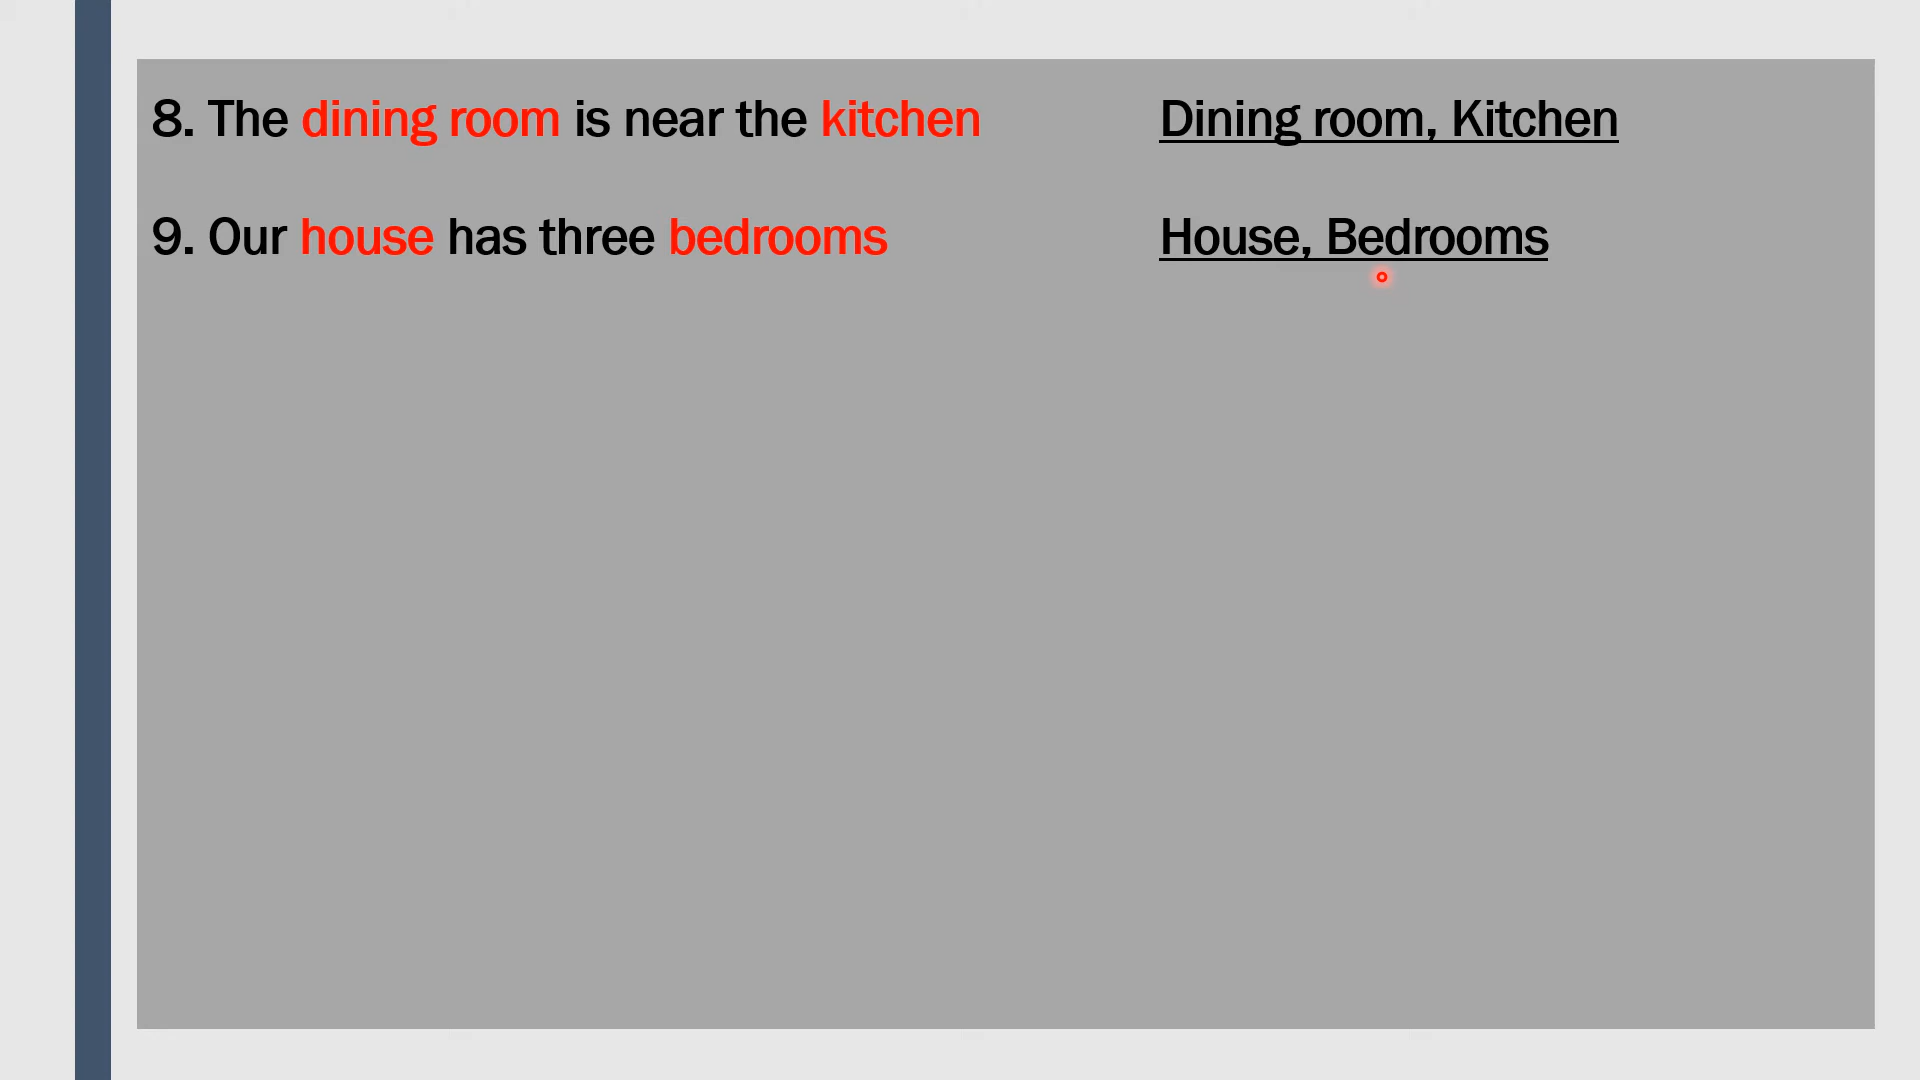 8. The dining room is near the kitchen Dining room, Kitchen
9. Our house has three bedrooms House, Bedrooms